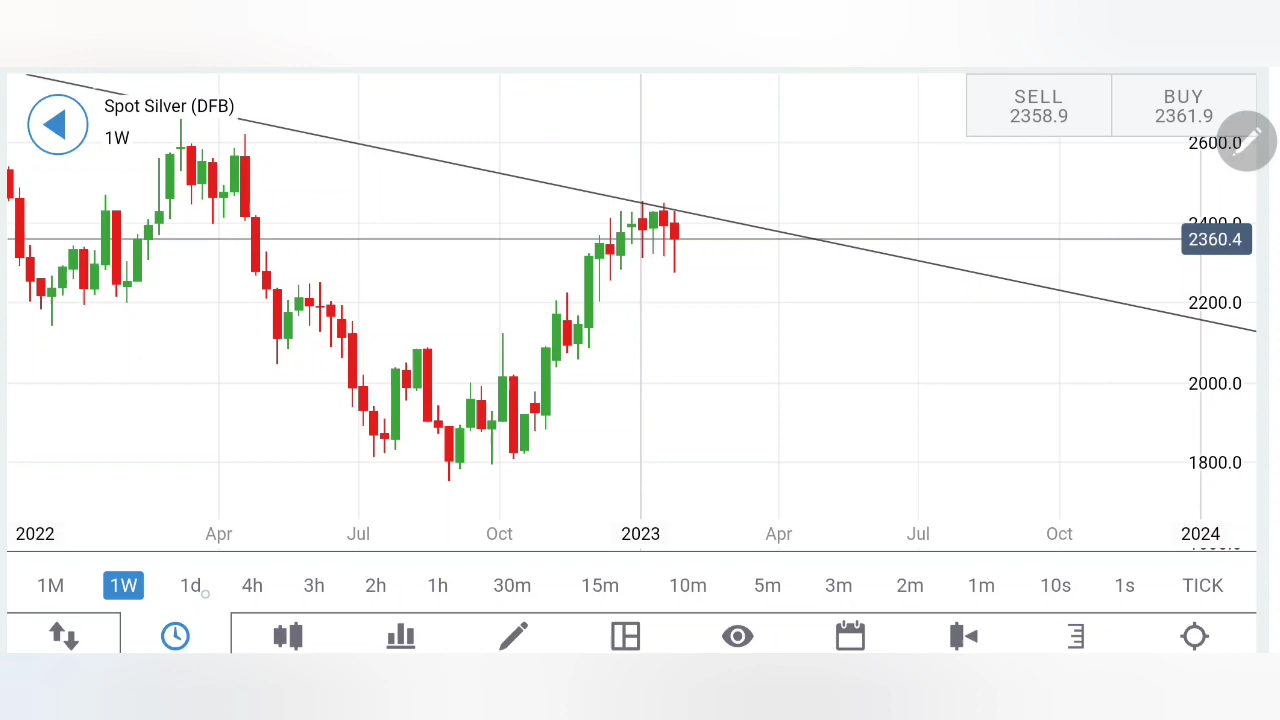 Spot Silver (DFB)
1W
SELL
2358.9
BUY
2361.9
2600.0
2400.0
2360.4
2200.0
2000.0
1800.0
2022 Apr Jul Oct 2023 Apr Jul Oct 2024
1M 1W 1d 4h 3h 2h 1h 30m 15m 10m 5m 3m 2m 1m 10s 1s TICK